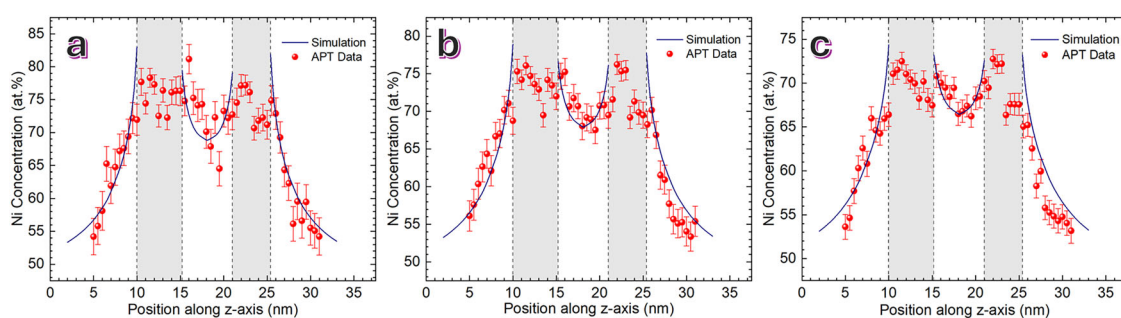 a
Simulation
APT Data
Ni Concentration (at.%)
85
80
75
70
65
60
55
50
0 5 10 15 20 25 30 35
Position along z-axis (nm)
b
Simulation
APT Data
Ni Concentration (at.%)
80
75
70
65
60
55
50
0 5 10 15 20 25 30 35
Position along z-axis (nm)
c
Simulation
APT Data
Ni Concentration (at.%)
75
70
65
60
55
50
0 5 10 15 20 25 30 35
Position along z-axis (nm)